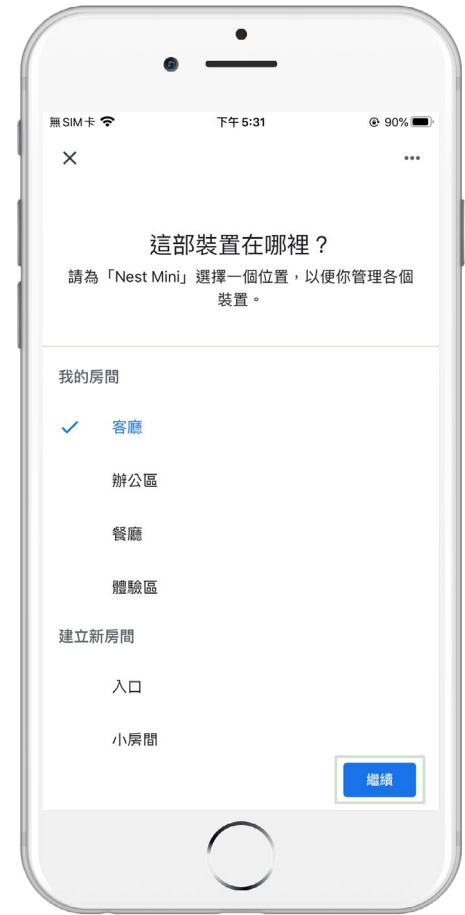 無SIM卡 下午5:31 90%
這部裝置在哪裡？
請為「Nest Mini」選擇一個位置，以便你管理各個
裝置。
我的房間
客廳
辦公區
餐廳
體驗區
建立新房間
入口
小房間
繼續